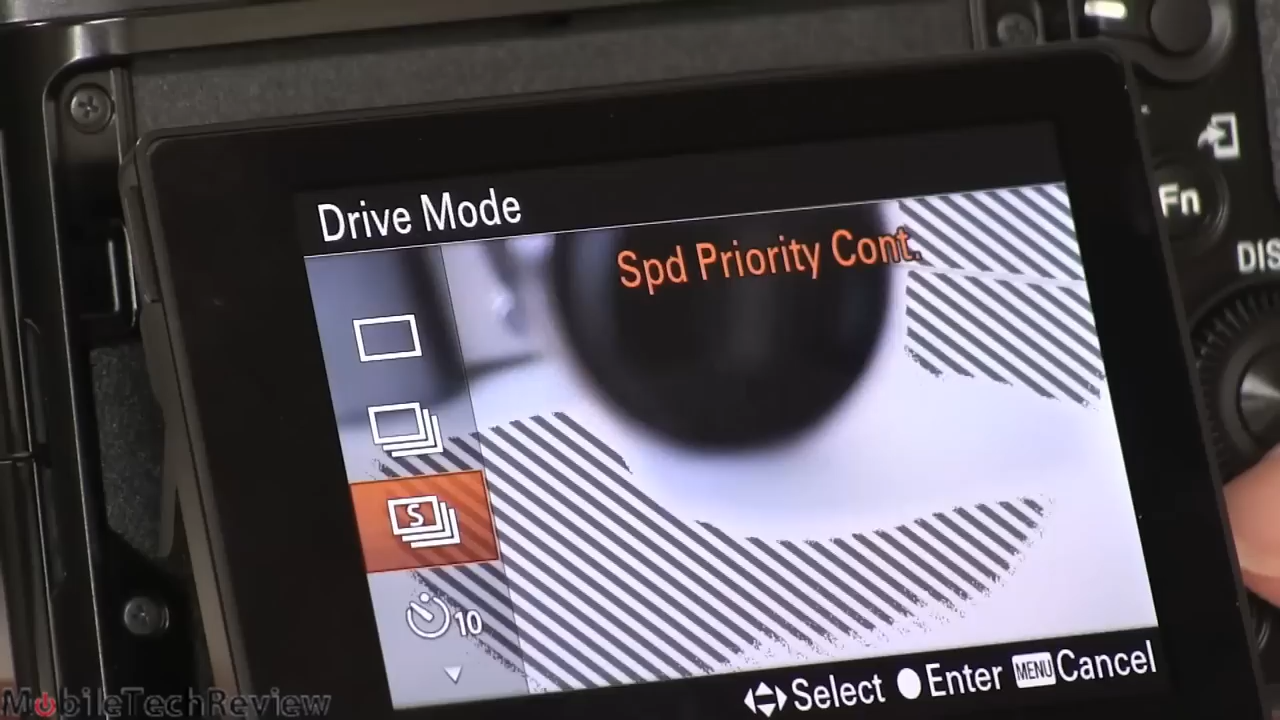 Fn
DIS
Drive Mode
Spd Priority Cont.
S
10
Select Enter MENU Cancel
MobileTechReview